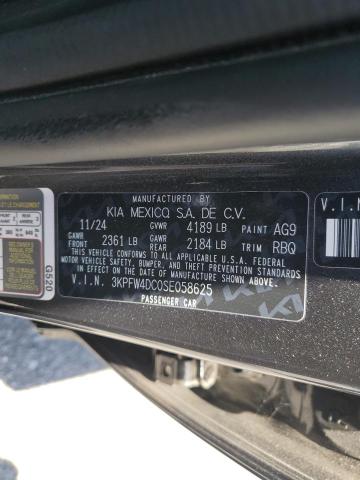 MANUFACTURED BY
KIA MEXICO, S.A. DE C.V.
11/24 GVWR 4189 LB PAINT AG9
GAWR FRONT 2361 LB GAWR REAR 2184 LB TRIM RBQ
THIS VEHICLE CONFORMS TO ALL APPLICABLE U.S.A. FEDERAL
MOTOR VEHICLE SAFETY, BUMPER, AND THEFT PREVENTION
STANDARDS IN EFFECT ON THE DATE OF MANUFACTURE SHOWN ABOVE.
V.I.N. 3KPFW4DC0SE058625
PASSENGER CAR
G520
V.I.N